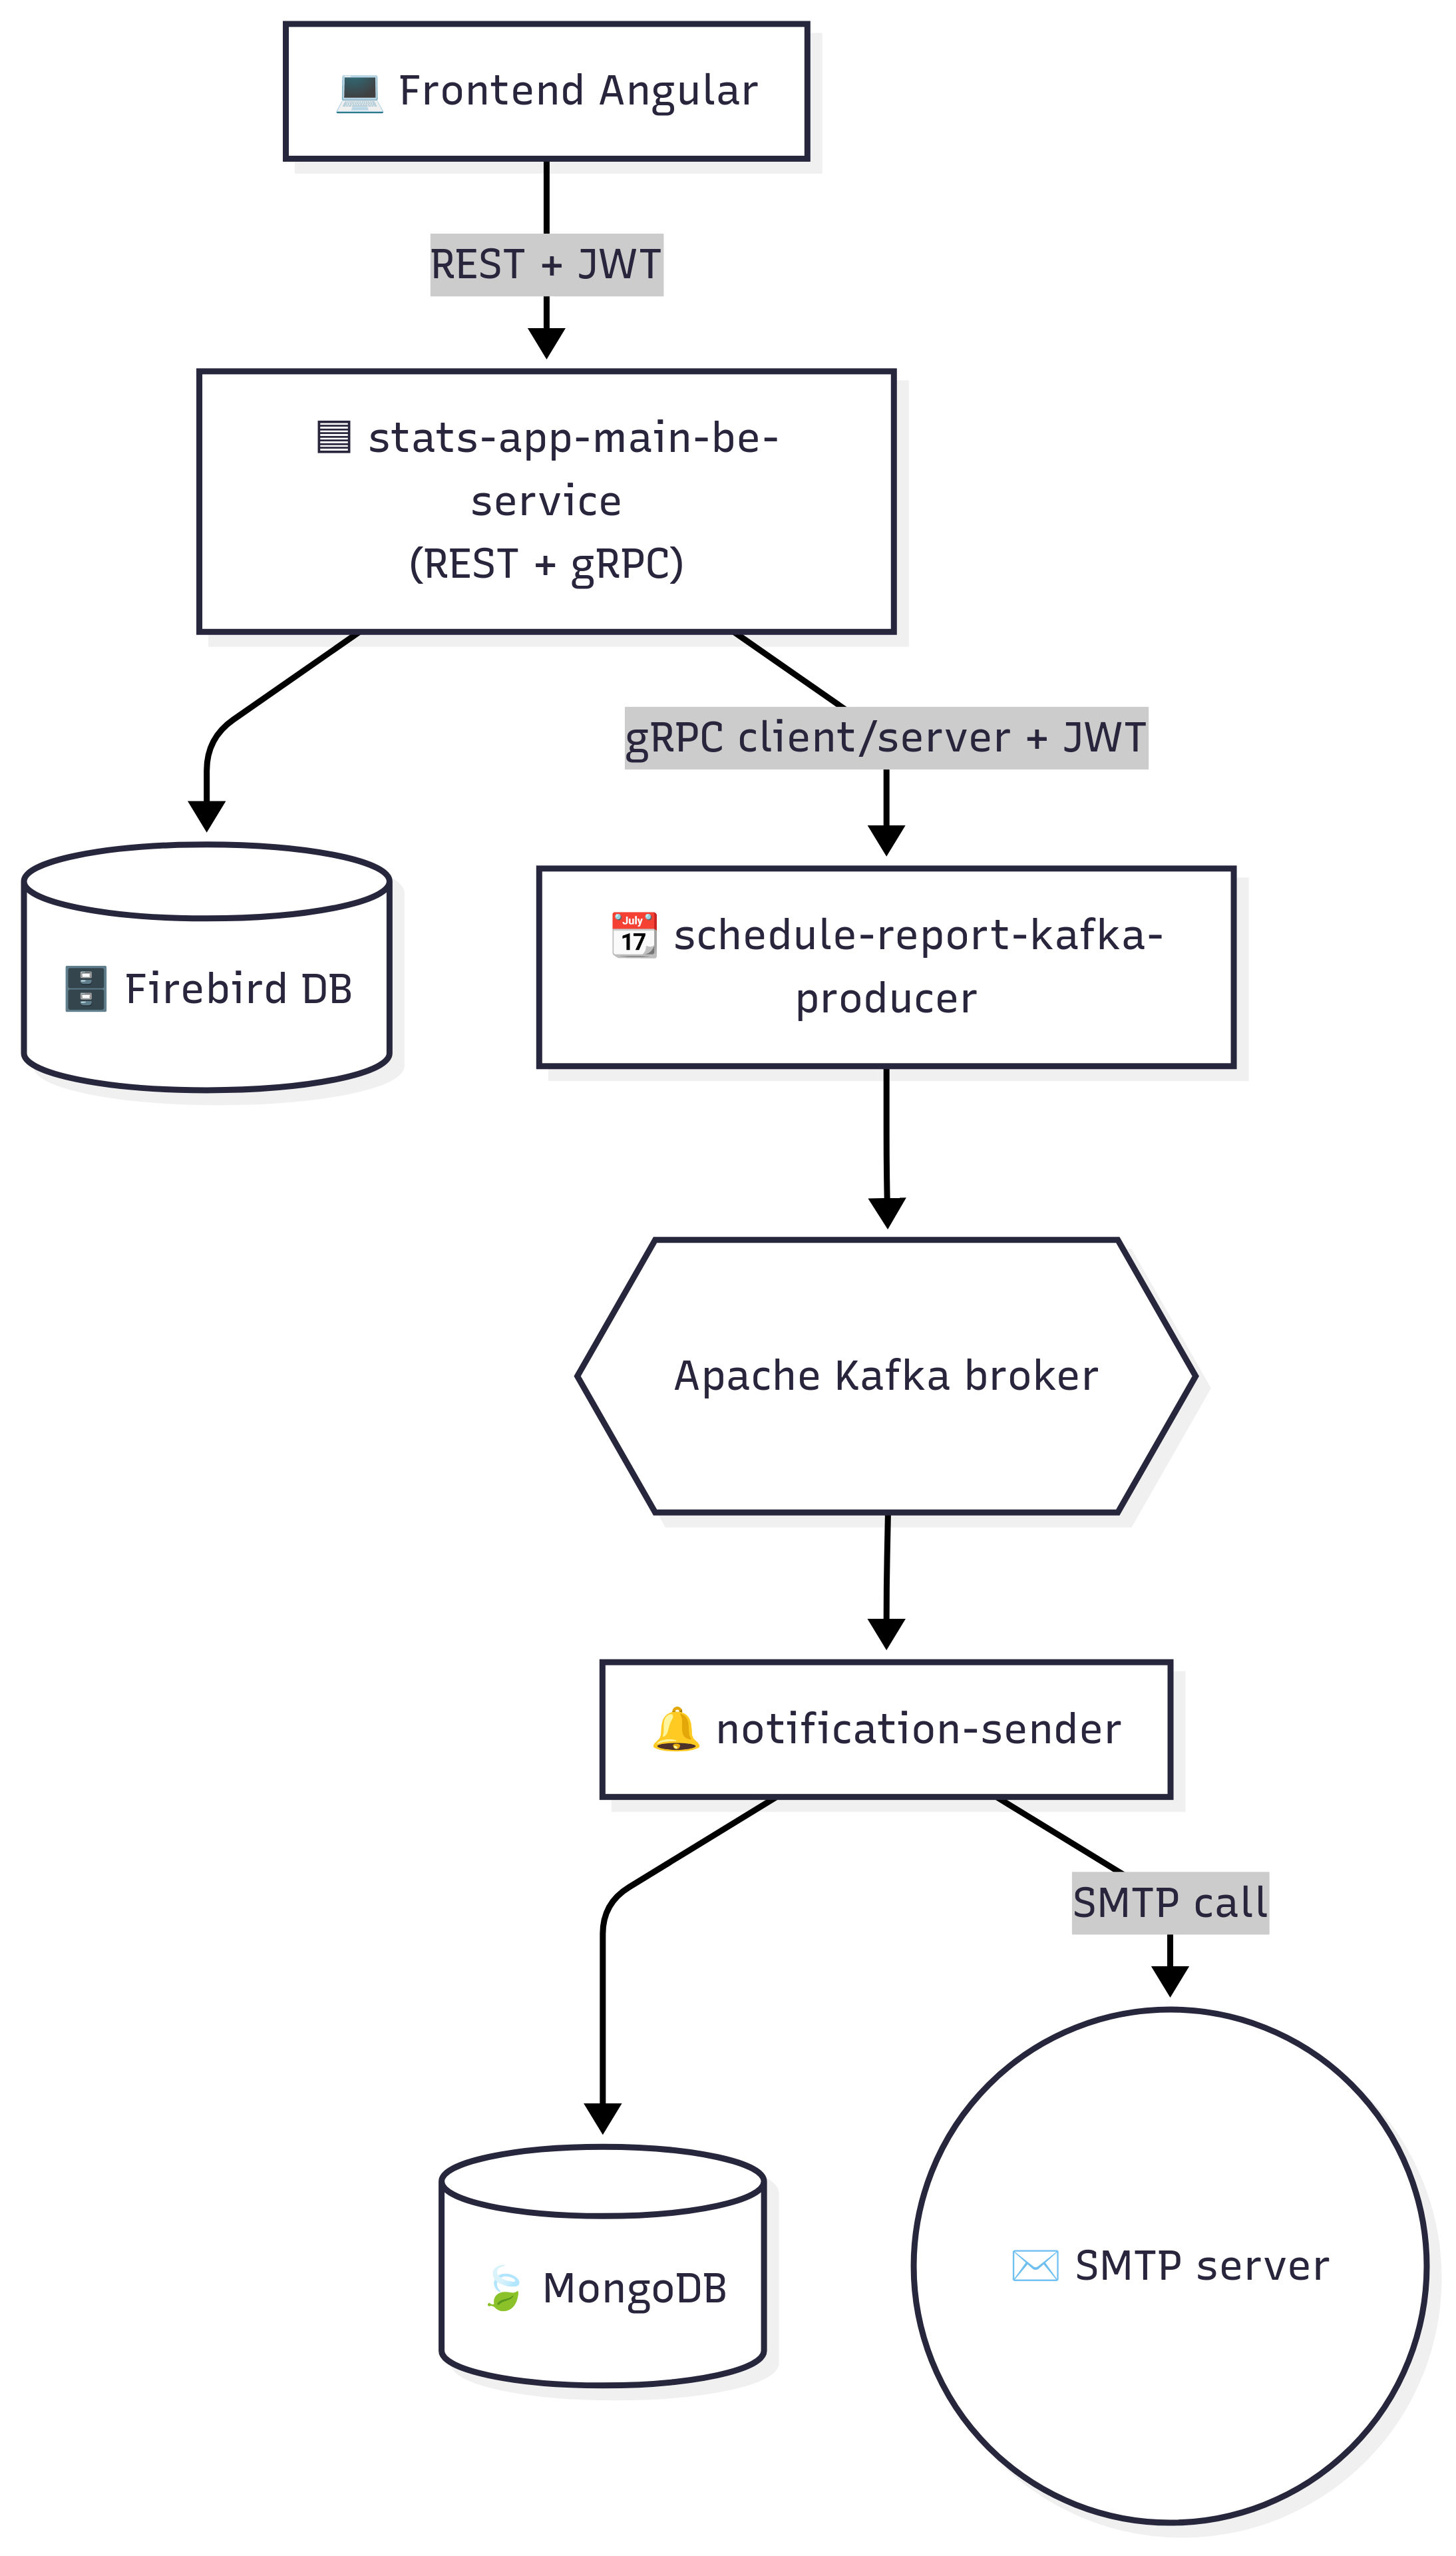 💻 Frontend Angular
REST + JWT
▤ stats-app-main-be-
service
(REST + gRPC)
gRPC client/server + JWT
🗄️ Firebird DB
📆 schedule-report-kafka-
producer
Apache Kafka broker
🔔 notification-sender
SMTP call
🍃 MongoDB
✉️ SMTP server